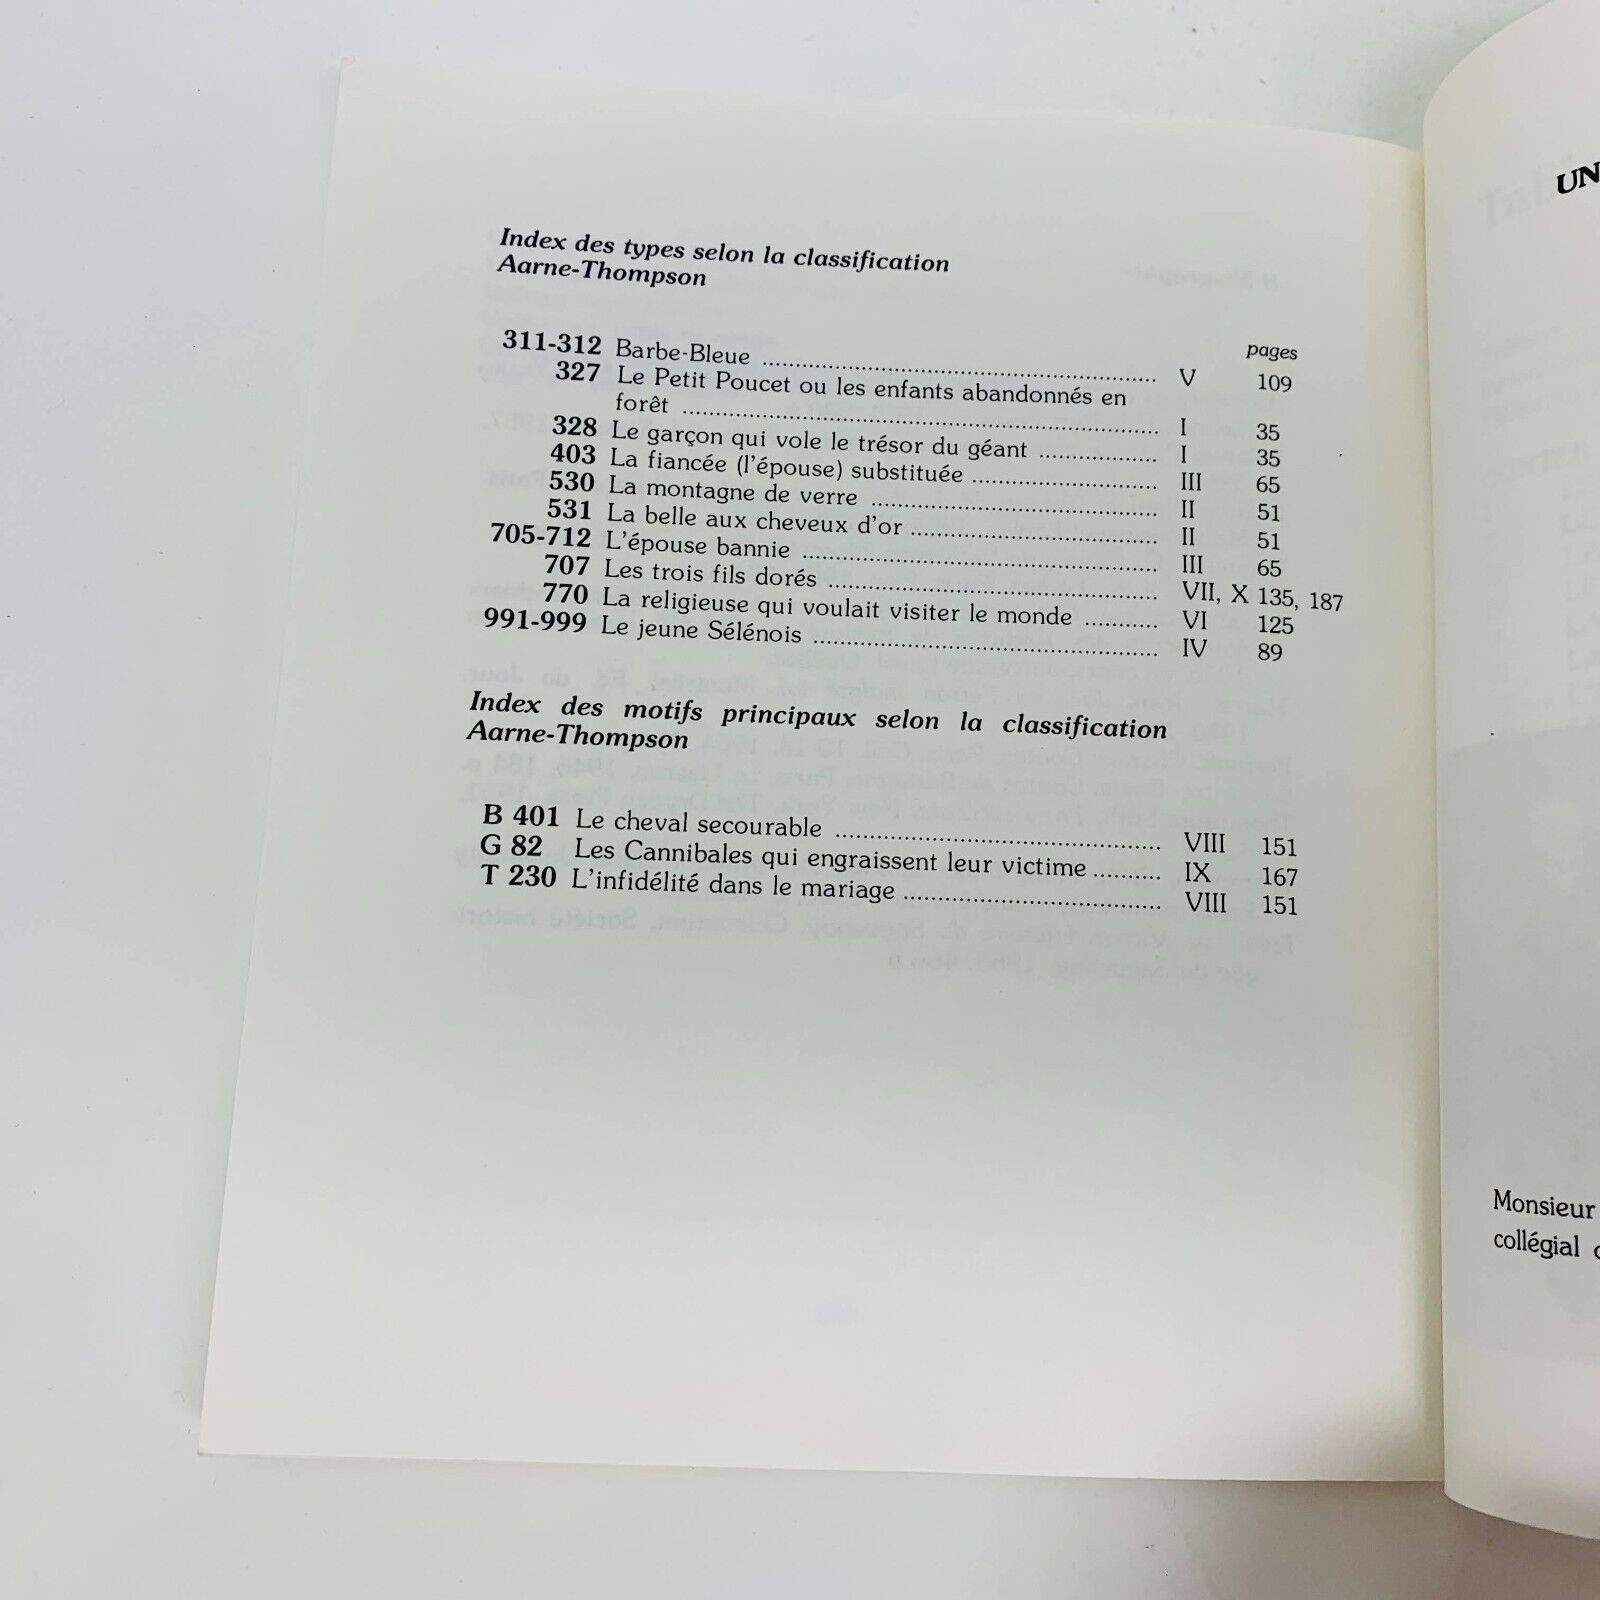 Index des types selon la classification
Aarne-Thompson
pages
311-312 Barbe-Bleue ........ V 109
327 Le Petit Poucet ou les enfants abandonnés en
forêt ........ I 35
328 Le garçon qui vole le trésor du géant ........ I 35
403 La fiancée (l'épouse) substituée ........ III 65
530 La montagne de verre ........ II 51
531 La belle aux cheveux d'or ........ II 51
705-712 L'épouse bannie ........ III 65
707 Les trois fils dorés ........ VII, X 135, 187
770 La religieuse qui voulait visiter le monde ........ VI 125
991-999 Le jeune Sélénois ........ IV 89
Index des motifs principaux selon la classification
Aarne-Thompson
B 401 Le cheval secourable ........ VIII 151
G 82 Les Cannibales qui engraissent leur victime ........ IX 167
T 230 L'infidélité dans le mariage ........ VIII 151
UN
Monsieur
collégial